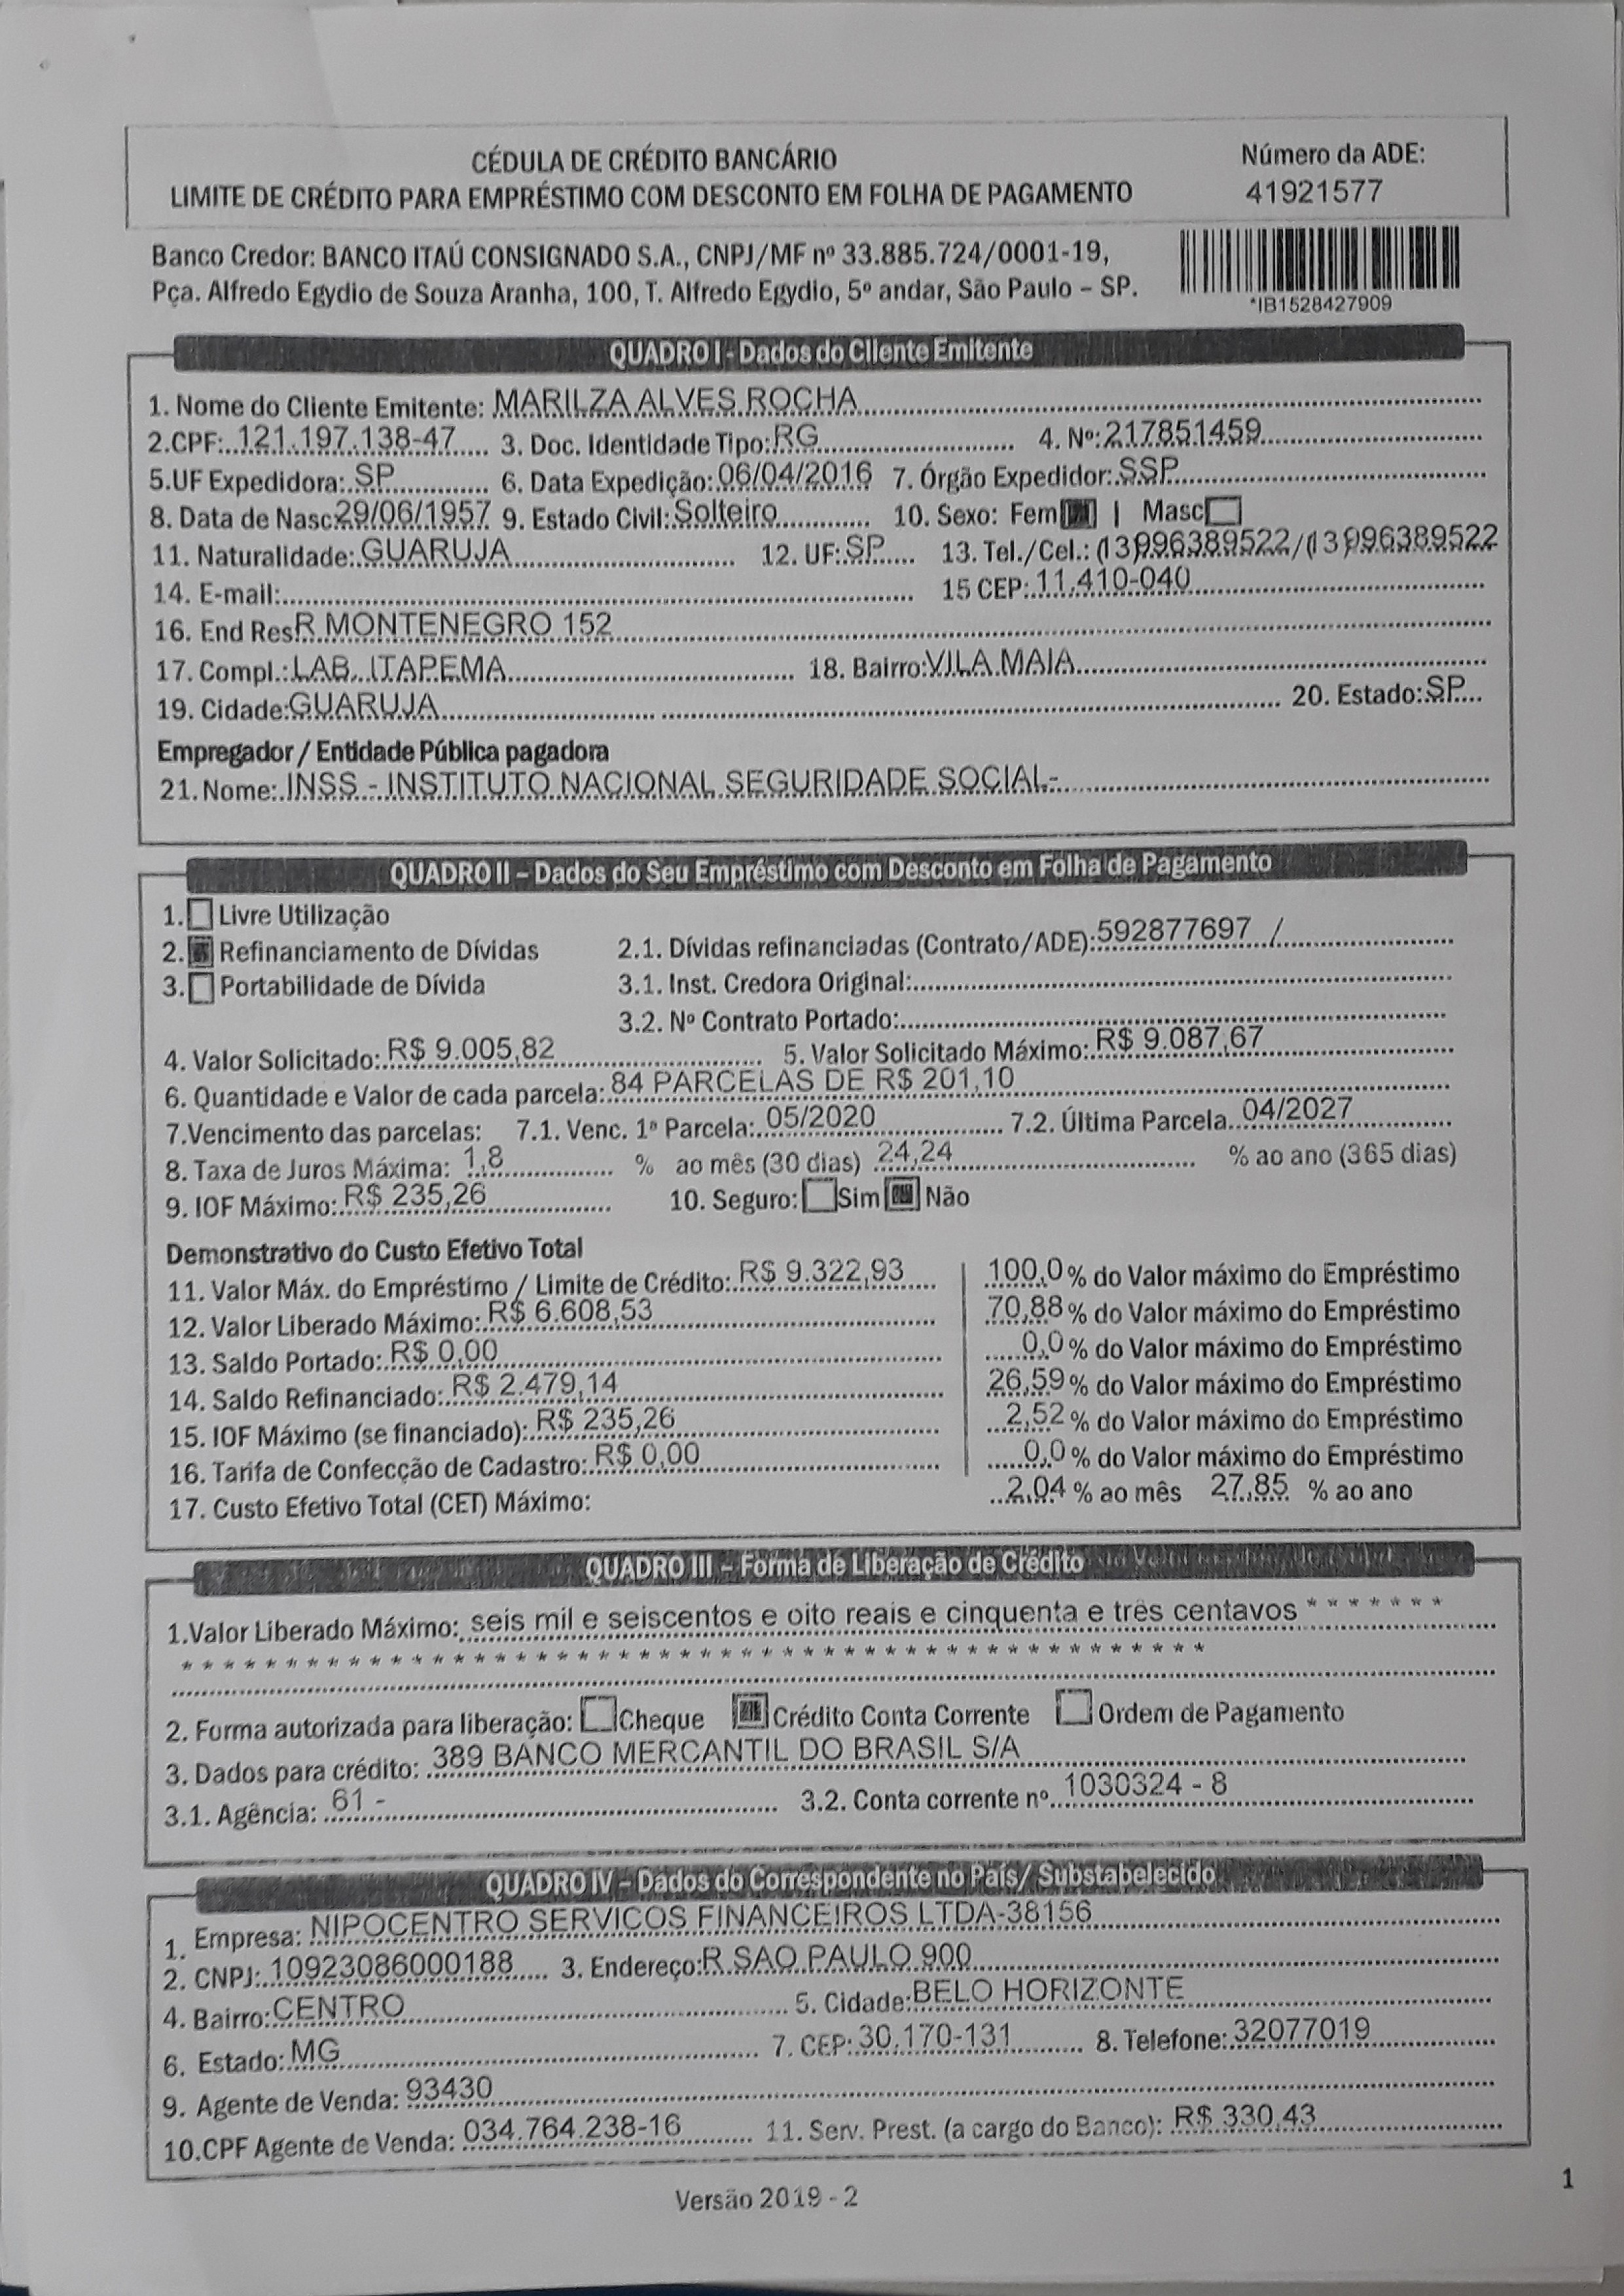 CÉDULA DE CRÉDITO BANCÁRIO
LIMITE DE CRÉDITO PARA EMPRÉSTIMO COM DESCONTO EM FOLHA DE PAGAMENTO
Número da ADE:
41921577
Banco Credor: BANCO ITAÚ CONSIGNADO S.A., CNPJ/MF nº 33.885.724/0001-19,
Pça. Alfredo Egydio de Souza Aranha, 100, T. Alfredo Egydio, 5º andar, São Paulo – SP.
*IB1528427909
QUADRO I - Dados do Cliente Emitente
1. Nome do Cliente Emitente: MARILZA ALVES ROCHA
2.CPF: 121.197.138-47 3. Doc. Identidade Tipo: RG 4. Nº: 217851459
5.UF Expedidora: SP 6. Data Expedição: 06/04/2016 7. Órgão Expedidor: SSP
8. Data de Nasc: 29/06/1957 9. Estado Civil: Solteiro 10. Sexo: Fem | Masc
11. Naturalidade: GUARUJA 12. UF: SP 13. Tel./Cel.: (13)996389522/(13)996389522
14. E-mail: 15 CEP: 11.410-040
16. End Res R MONTENEGRO 152
17. Compl.: LAB. ITAPEMA 18. Bairro: VILA MAIA
19. Cidade: GUARUJA 20. Estado: SP
Empregador / Entidade Pública pagadora
21. Nome: INSS - INSTITUTO NACIONAL SEGURIDADE SOCIAL-
QUADRO II – Dados do Seu Empréstimo com Desconto em Folha de Pagamento
1. Livre Utilização
2. Refinanciamento de Dívidas 2.1. Dívidas refinanciadas (Contrato/ADE): 592877697 /
3. Portabilidade de Dívida 3.1. Inst. Credora Original:
3.2. Nº Contrato Portado:
4. Valor Solicitado: R$ 9.005,82 5. Valor Solicitado Máximo: R$ 9.087,67
6. Quantidade e Valor de cada parcela: 84 PARCELAS DE R$ 201,10
7.Vencimento das parcelas: 7.1. Venc. 1ª Parcela: 05/2020 7.2. Última Parcela 04/2027
8. Taxa de Juros Máxima: 1,8 % ao mês (30 dias) 24,24 % ao ano (365 dias)
9. IOF Máximo: R$ 235,26 10. Seguro: Sim Não
Demonstrativo do Custo Efetivo Total
11. Valor Máx. do Empréstimo / Limite de Crédito: R$ 9.322,93 100,0 % do Valor máximo do Empréstimo
12. Valor Liberado Máximo: R$ 6.608,53 70,88 % do Valor máximo do Empréstimo
13. Saldo Portado: R$ 0,00 0,0 % do Valor máximo do Empréstimo
14. Saldo Refinanciado: R$ 2.479,14 26,59 % do Valor máximo do Empréstimo
15. IOF Máximo (se financiado): R$ 235,26 2,52 % do Valor máximo do Empréstimo
16. Tarifa de Confecção de Cadastro: R$ 0,00 0,0 % do Valor máximo do Empréstimo
17. Custo Efetivo Total (CET) Máximo: 2,04 % ao mês 27,85 % ao ano
QUADRO III – Forma de Liberação de Crédito
1.Valor Liberado Máximo: seis mil e seiscentos e oito reais e cinquenta e três centavos * * * * * * *
* * * * * * * * * * * * * * * * * * * * * * * * * * * * * * * * * * * * * * * * * * * * * * * * * *
2. Forma autorizada para liberação: Cheque Crédito Conta Corrente Ordem de Pagamento
3. Dados para crédito: 389 BANCO MERCANTIL DO BRASIL S/A
3.1. Agência: 61 - 3.2. Conta corrente nº 1030324 - 8
QUADRO IV – Dados do Correspondente no País/ Substabelecido
1. Empresa: NIPOCENTRO SERVICOS FINANCEIROS LTDA-38156
2. CNPJ: 10923086000188 3. Endereço: R SAO PAULO 900
4. Bairro: CENTRO 5. Cidade: BELO HORIZONTE
6. Estado: MG 7. CEP: 30.170-131 8. Telefone: 32077019
9. Agente de Venda: 93430
10.CPF Agente de Venda: 034.764.238-16 11. Serv. Prest. (a cargo do Banco): R$ 330,43
Versão 2019 - 2
1